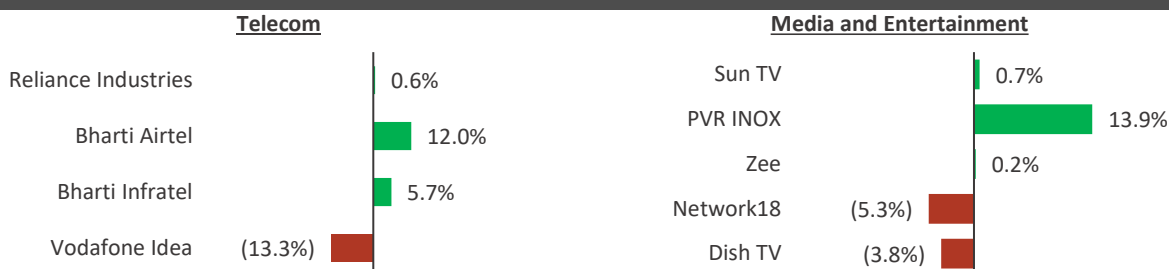 Telecom
Reliance Industries 0.6%
Bharti Airtel 12.0%
Bharti Infratel 5.7%
Vodafone Idea (13.3%)
Media and Entertainment
Sun TV 0.7%
PVR INOX 13.9%
Zee 0.2%
Network18 (5.3%)
Dish TV (3.8%)